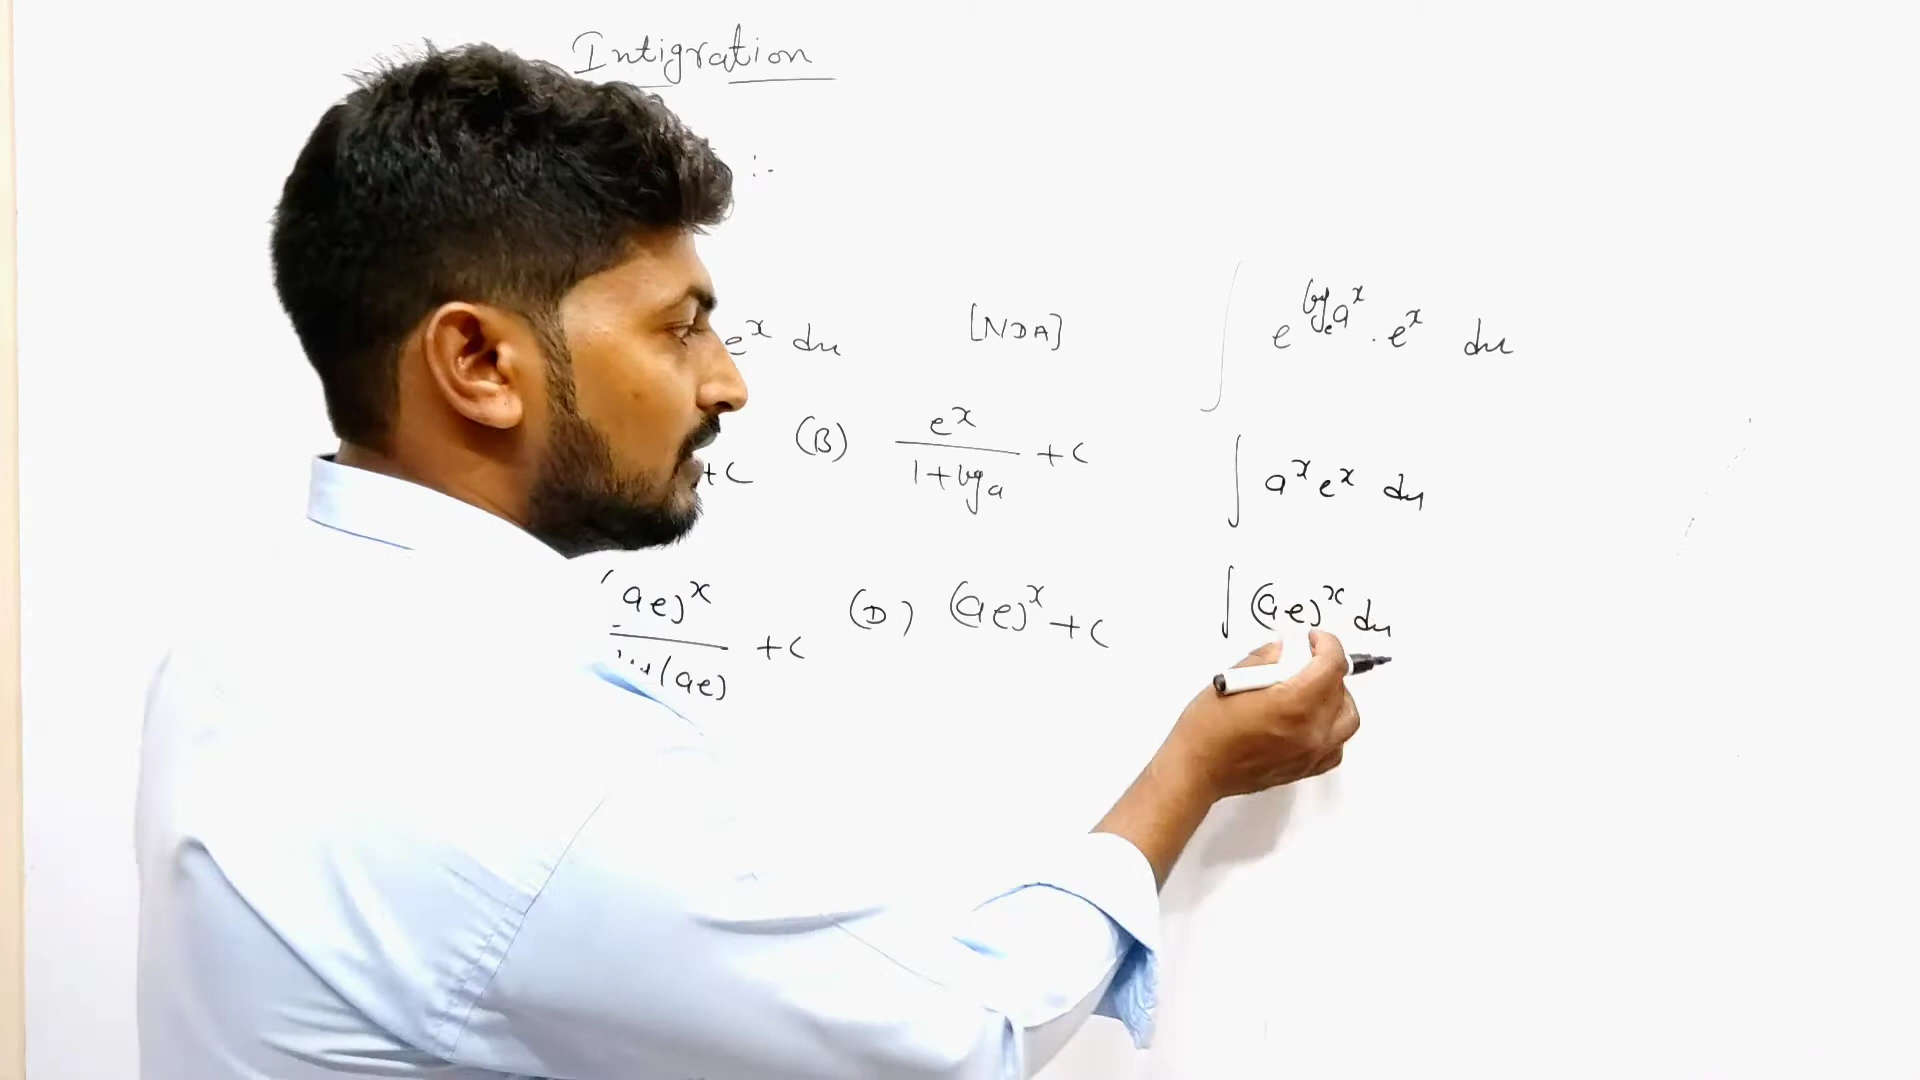 Intigration
:-
e^x dx [NDA] ∫ e^{log_e a^x} . e^x dx
+C (B) e^x / 1+log a +C ∫ a^x e^x dx
(ae)^x / (ae) +C (D) (ae)^x +C ∫ (ae)^x dx